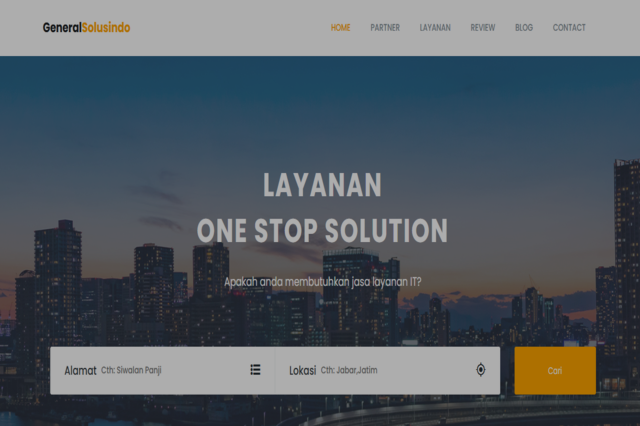 GeneralSolusindo
HOME PARTNER LAYANAN REVIEW BLOG CONTACT
LAYANAN
ONE STOP SOLUTION
Apakah anda membutuhkan jasa layanan IT?
Alamat Cth: Siwalan Panji Lokasi Cth: Jabar,Jatim Cari